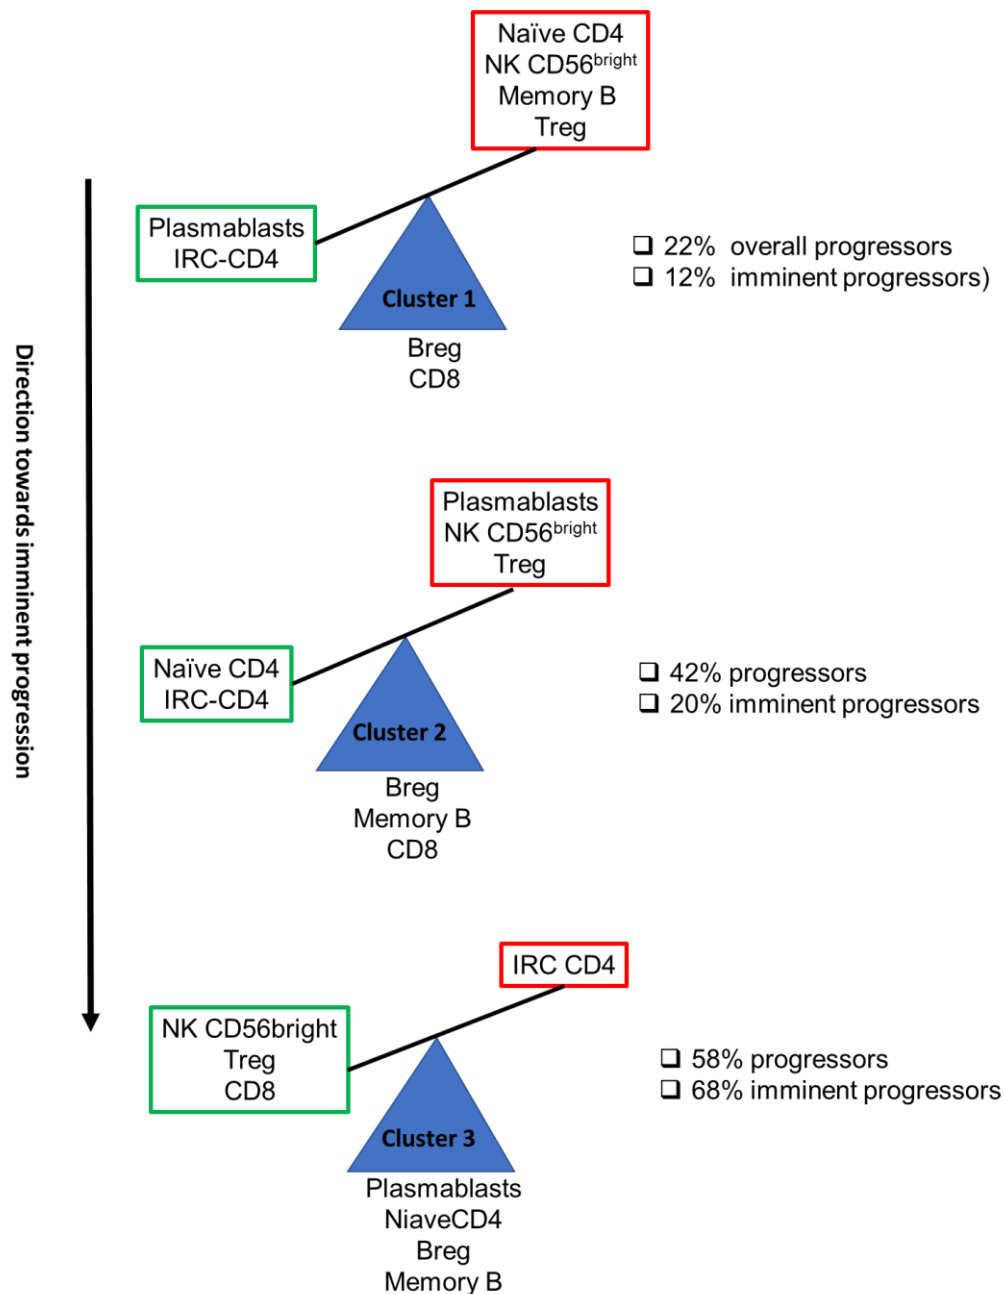 Naïve CD4
NK CD56bright
Memory B
Treg
Plasmablasts
IRC-CD4
Cluster 1
Breg
CD8
❑ 22% overall progressors
❑ 12% imminent progressors)
Direction towards imminent progression
Plasmablasts
NK CD56bright
Treg
Naïve CD4
IRC-CD4
Cluster 2
Breg
Memory B
CD8
❑ 42% progressors
❑ 20% imminent progressors
IRC CD4
NK CD56bright
Treg
CD8
Cluster 3
Plasmablasts
NiaveCD4
Breg
Memory B
❑ 58% progressors
❑ 68% imminent progressors